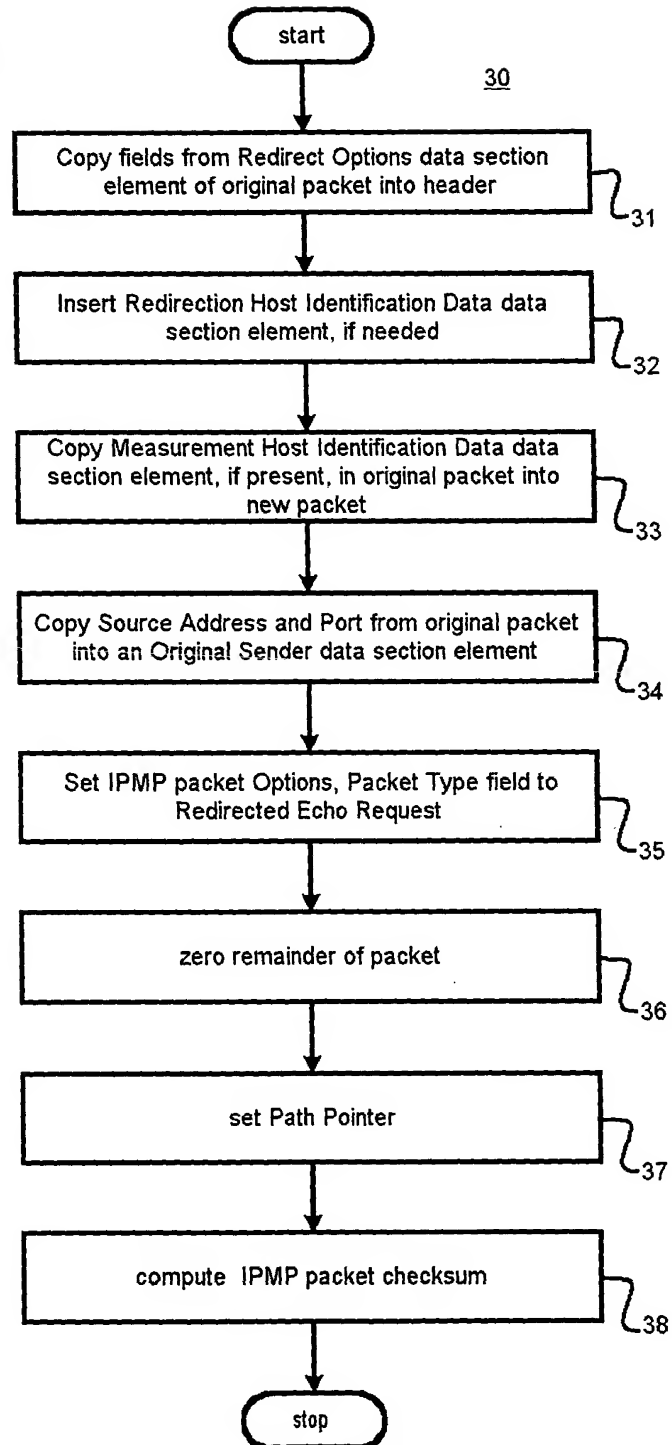 start
30
Copy fields from Redirect Options data section
element of original packet into header
31
Insert Redirection Host Identification Data data
section element, if needed
32
Copy Measurement Host Identification Data data
section element, if present, in original packet into
new packet
33
Copy Source Address and Port from original packet
into an Original Sender data section element
34
Set IPMP packet Options, Packet Type field to
Redirected Echo Request
35
zero remainder of packet
36
set Path Pointer
37
compute IPMP packet checksum
38
stop